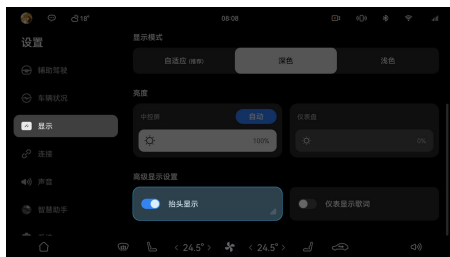 18°
08:08
设置
显示模式
自适应 (推荐)
深色
浅色
辅助驾驶
车辆状况
显示
连接
声音
智慧助手
亮度
中控屏
自动
100%
仪表盘
0%
高级显示设置
抬头显示
仪表显示歌词
< 24.5° >
< 24.5° >